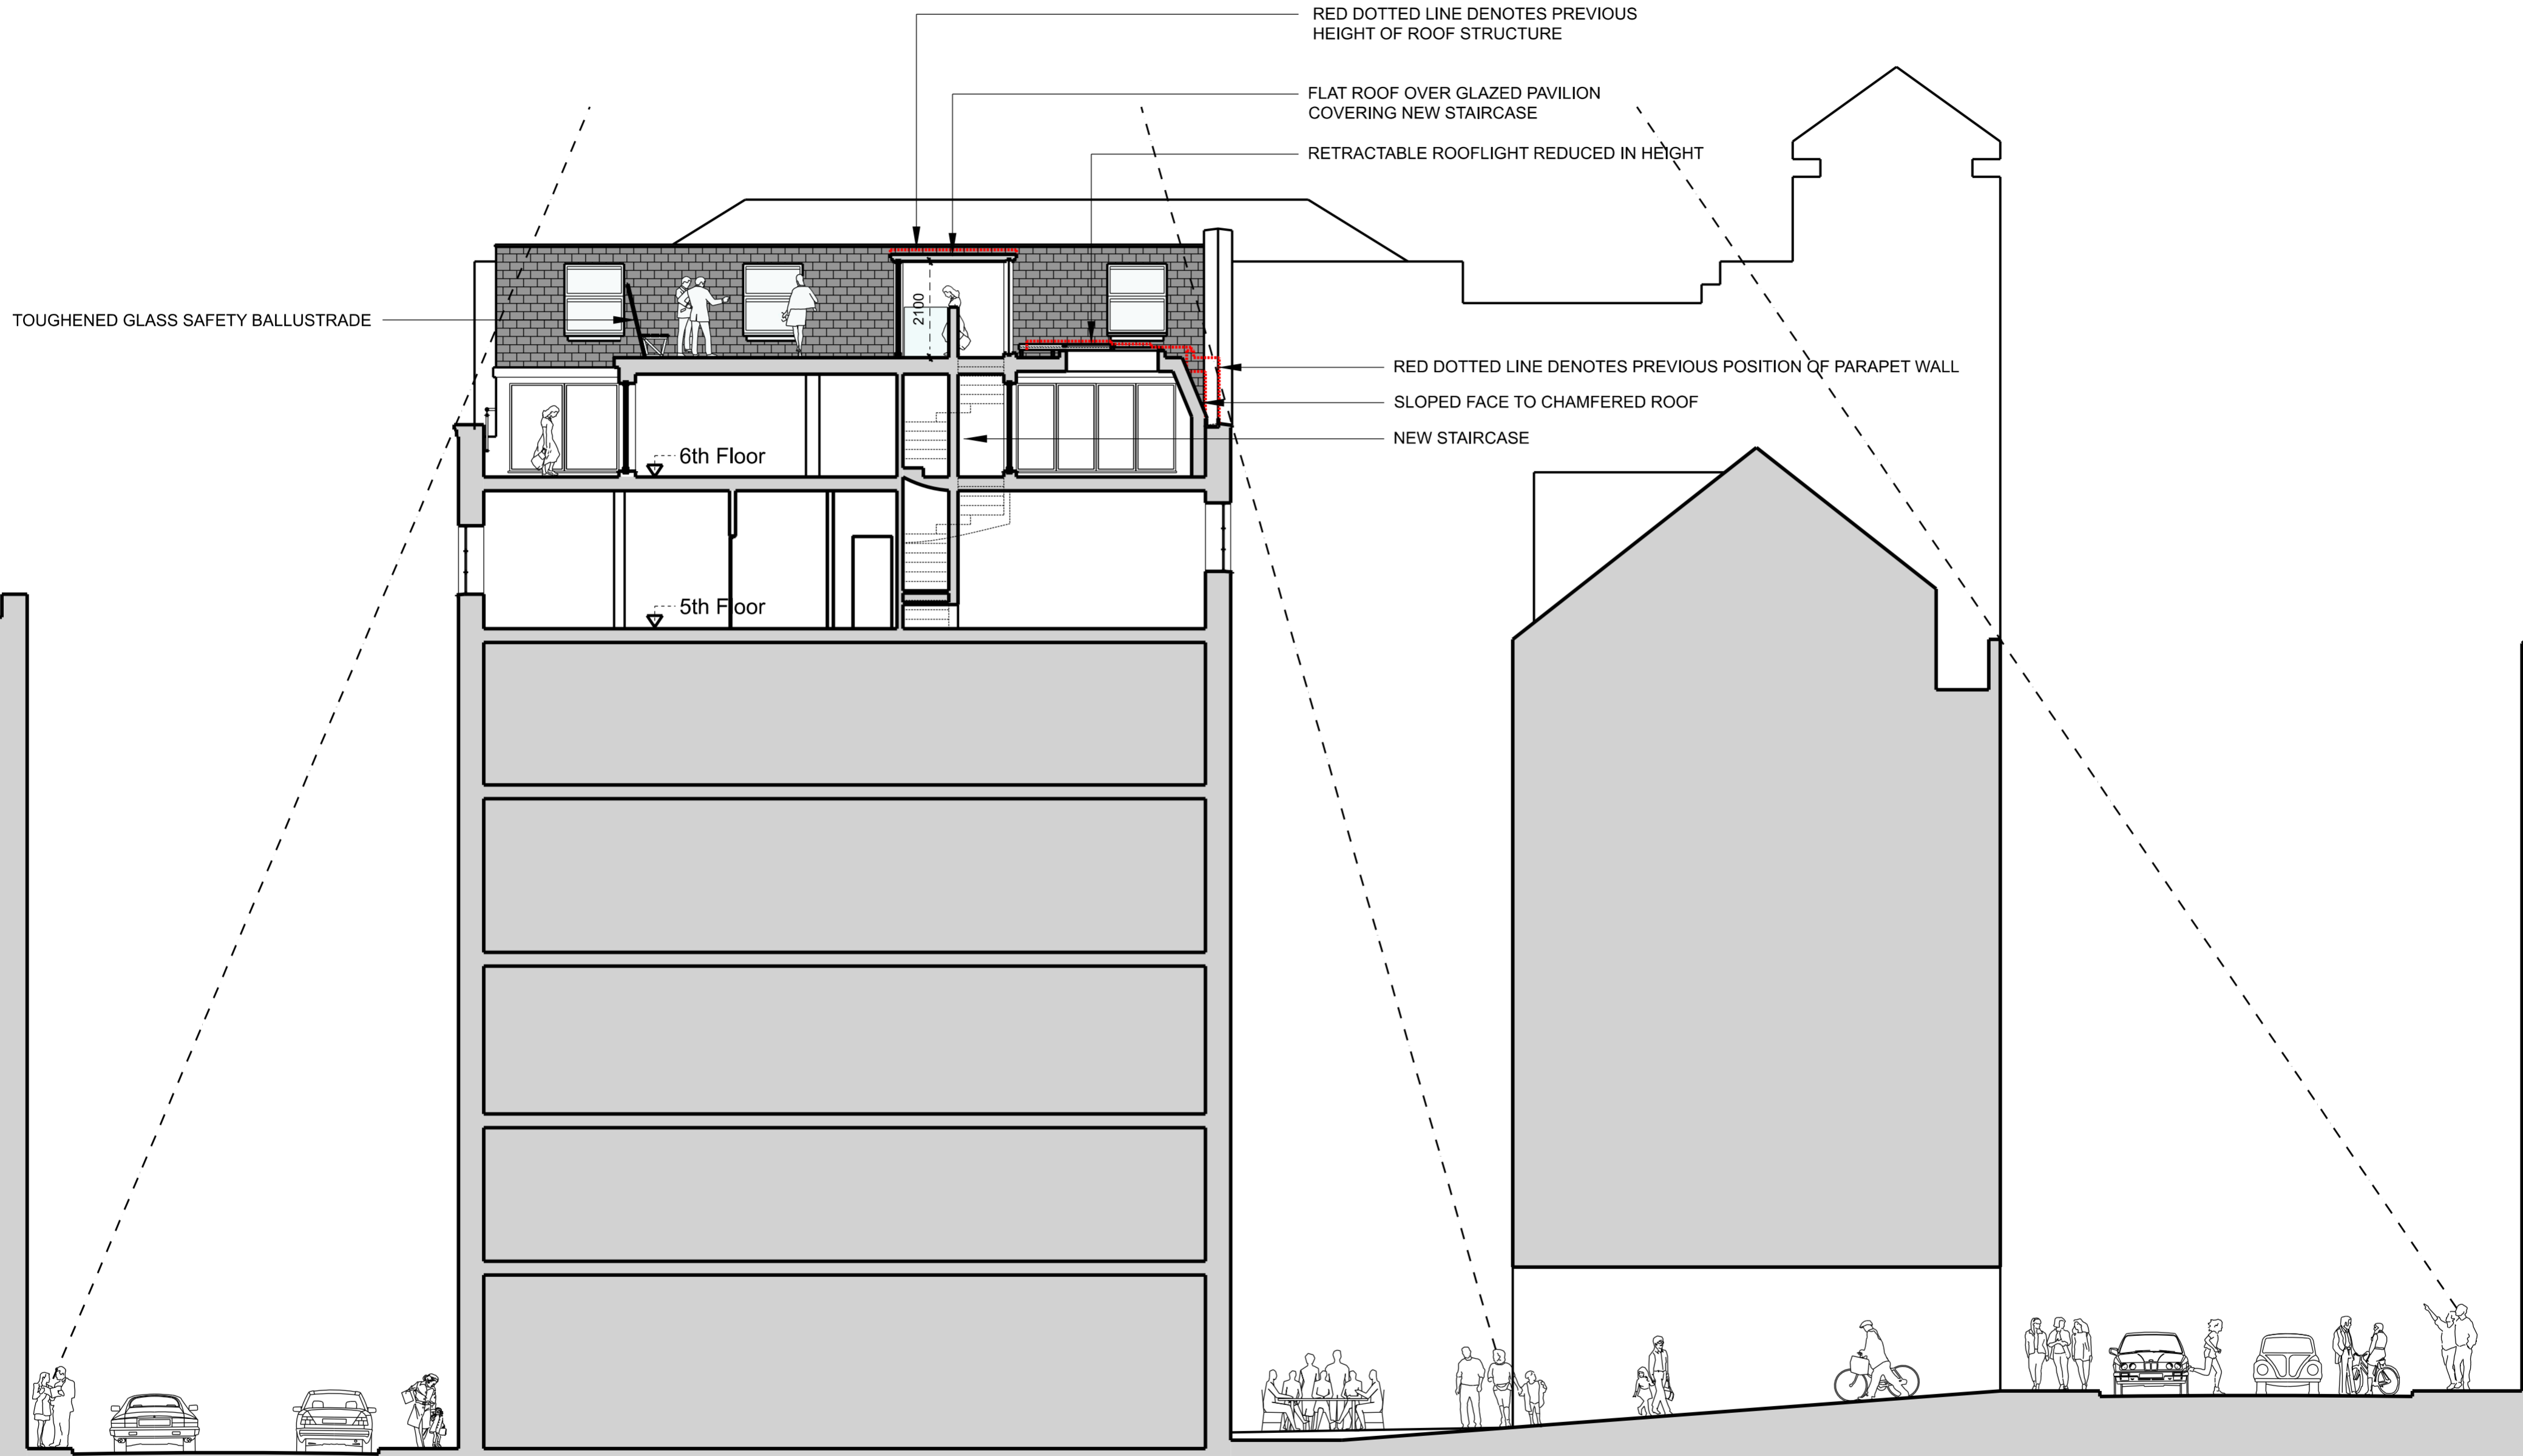 RED DOTTED LINE DENOTES PREVIOUS
HEIGHT OF ROOF STRUCTURE
FLAT ROOF OVER GLAZED PAVILION
COVERING NEW STAIRCASE
RETRACTABLE ROOFLIGHT REDUCED IN HEIGHT
TOUGHENED GLASS SAFETY BALLUSTRADE
2100
RED DOTTED LINE DENOTES PREVIOUS POSITION OF PARAPET WALL
SLOPED FACE TO CHAMFERED ROOF
NEW STAIRCASE
6th Floor
5th Floor